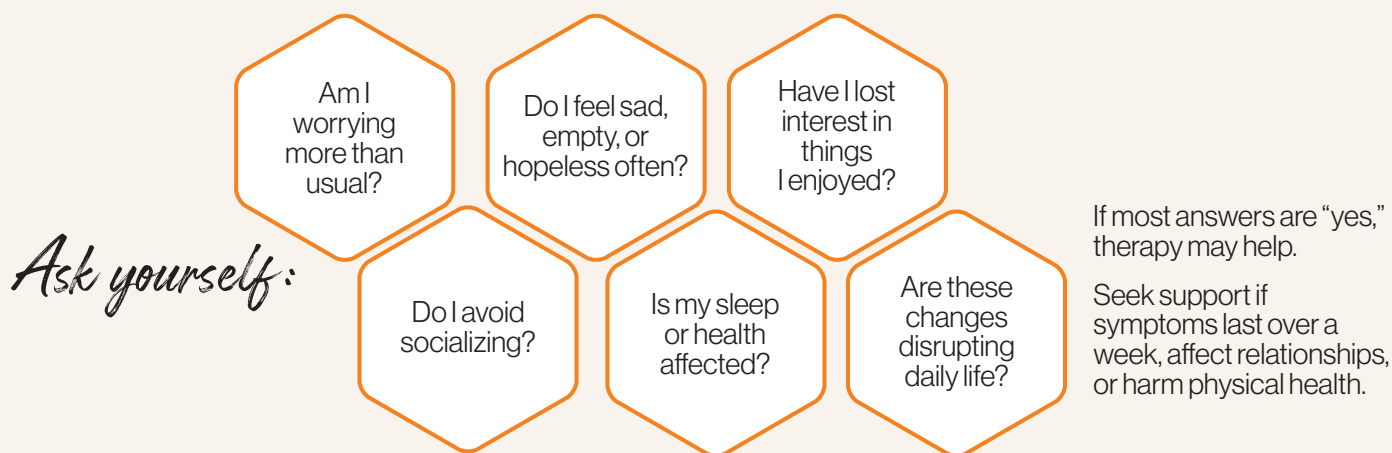 Ask yourself:
Am I
worrying
more than
usual?
Do I feel sad,
empty, or
hopeless often?
Have I lost
interest in
things
I enjoyed?
Do I avoid
socializing?
Is my sleep
or health
affected?
Are these
changes
disrupting
daily life?
If most answers are “yes,”
therapy may help.
Seek support if
symptoms last over a
week, affect relationships,
or harm physical health.